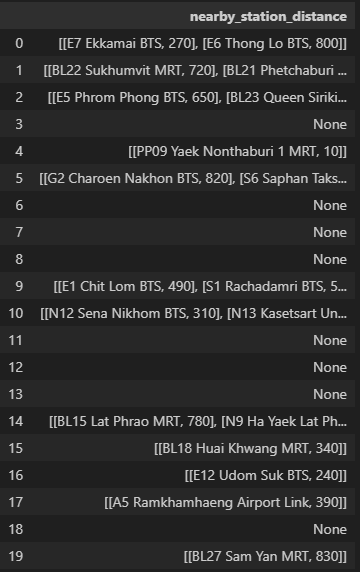 nearby_station_distance
0 [[E7 Ekkamai BTS, 270], [E6 Thong Lo BTS, 800]]
1 [[BL22 Sukhumvit MRT, 720], [BL21 Phetchaburi ...
2 [[E5 Phrom Phong BTS, 650], [BL23 Queen Siriki...
3 None
4 [[PP09 Yaek Nonthaburi 1 MRT, 10]]
5 [[G2 Charoen Nakhon BTS, 820], [S6 Saphan Taks...
6 None
7 None
8 None
9 [[E1 Chit Lom BTS, 490], [S1 Rachadamri BTS, 5...
10 [[N12 Sena Nikhom BTS, 310], [N13 Kasetsart Un...
11 None
12 None
13 None
14 [[BL15 Lat Phrao MRT, 780], [N9 Ha Yaek Lat Ph...
15 [[BL18 Huai Khwang MRT, 340]]
16 [[E12 Udom Suk BTS, 240]]
17 [[A5 Ramkhamhaeng Airport Link, 390]]
18 None
19 [[BL27 Sam Yan MRT, 830]]